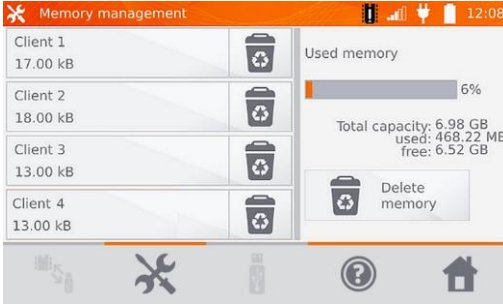 Memory management
12:08
Client 1
17.00 kB
Client 2
18.00 kB
Client 3
13.00 kB
Client 4
13.00 kB
Used memory
6%
Total capacity: 6.98 GB
used: 468.22 MB
free: 6.52 GB
Delete
memory
?